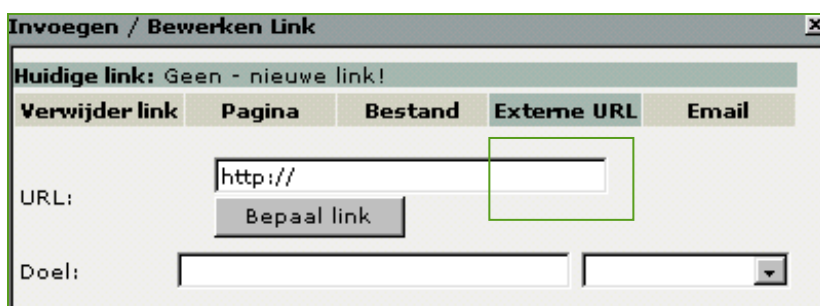 Invoegen / Bewerken Link
Huidige link: Geen - nieuwe link!
Verwijder link Pagina Bestand Externe URL Email
http://
URL:
Bepaal link
Doel: